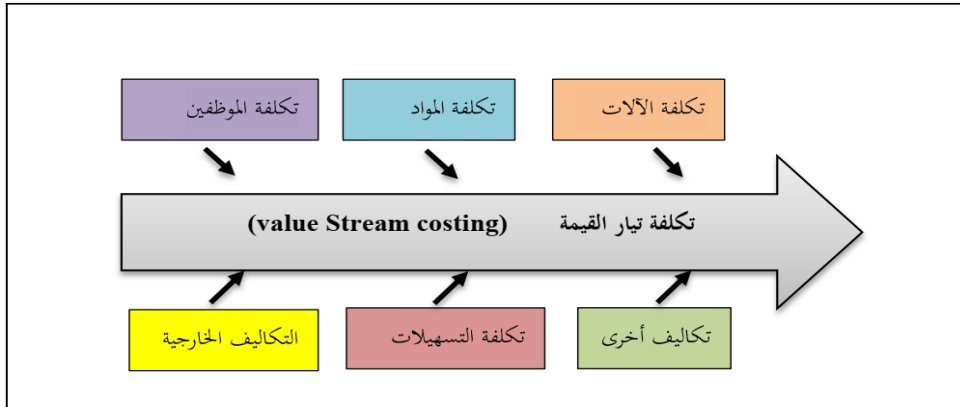 تكلفة الآلات
تكلفة المواد
تكلفة الموظفين
تكلفة تيار القيمة (value Stream costing)
تكاليف أخرى
تكلفة التسهيلات
التكاليف الخارجية